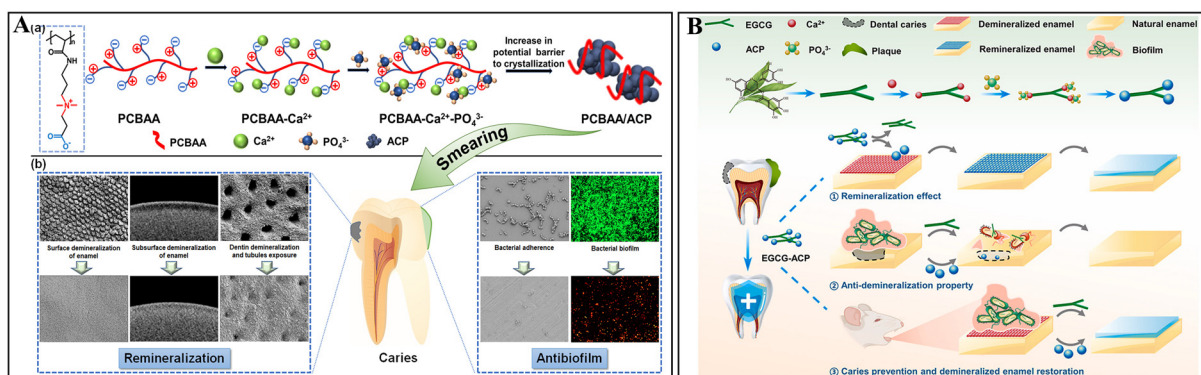 A
(a)
n
O
NH
N+
O
O-
Increase in
potential barrier
to crystallization
PCBAA
PCBAA-Ca²⁺
PCBAA-Ca²⁺-PO₄³⁻
PCBAA/ACP
PCBAA
Ca²⁺
PO₄³⁻
ACP
Smearing
(b)
Surface demineralization
of enamel
Subsurface demineralization
of enamel
Dentin demineralization
and tubules exposure
Bacterial adherence
Bacterial biofilm
Remineralization
Caries
Antibiofilm
B
EGCG
Ca²⁺
Dental caries
Demineralized enamel
Natural enamel
ACP
PO₄³⁻
Plaque
Remineralized enamel
Biofilm
① Remineralization effect
EGCG-ACP
② Anti-demineralization property
③ Caries prevention and demineralized enamel restoration